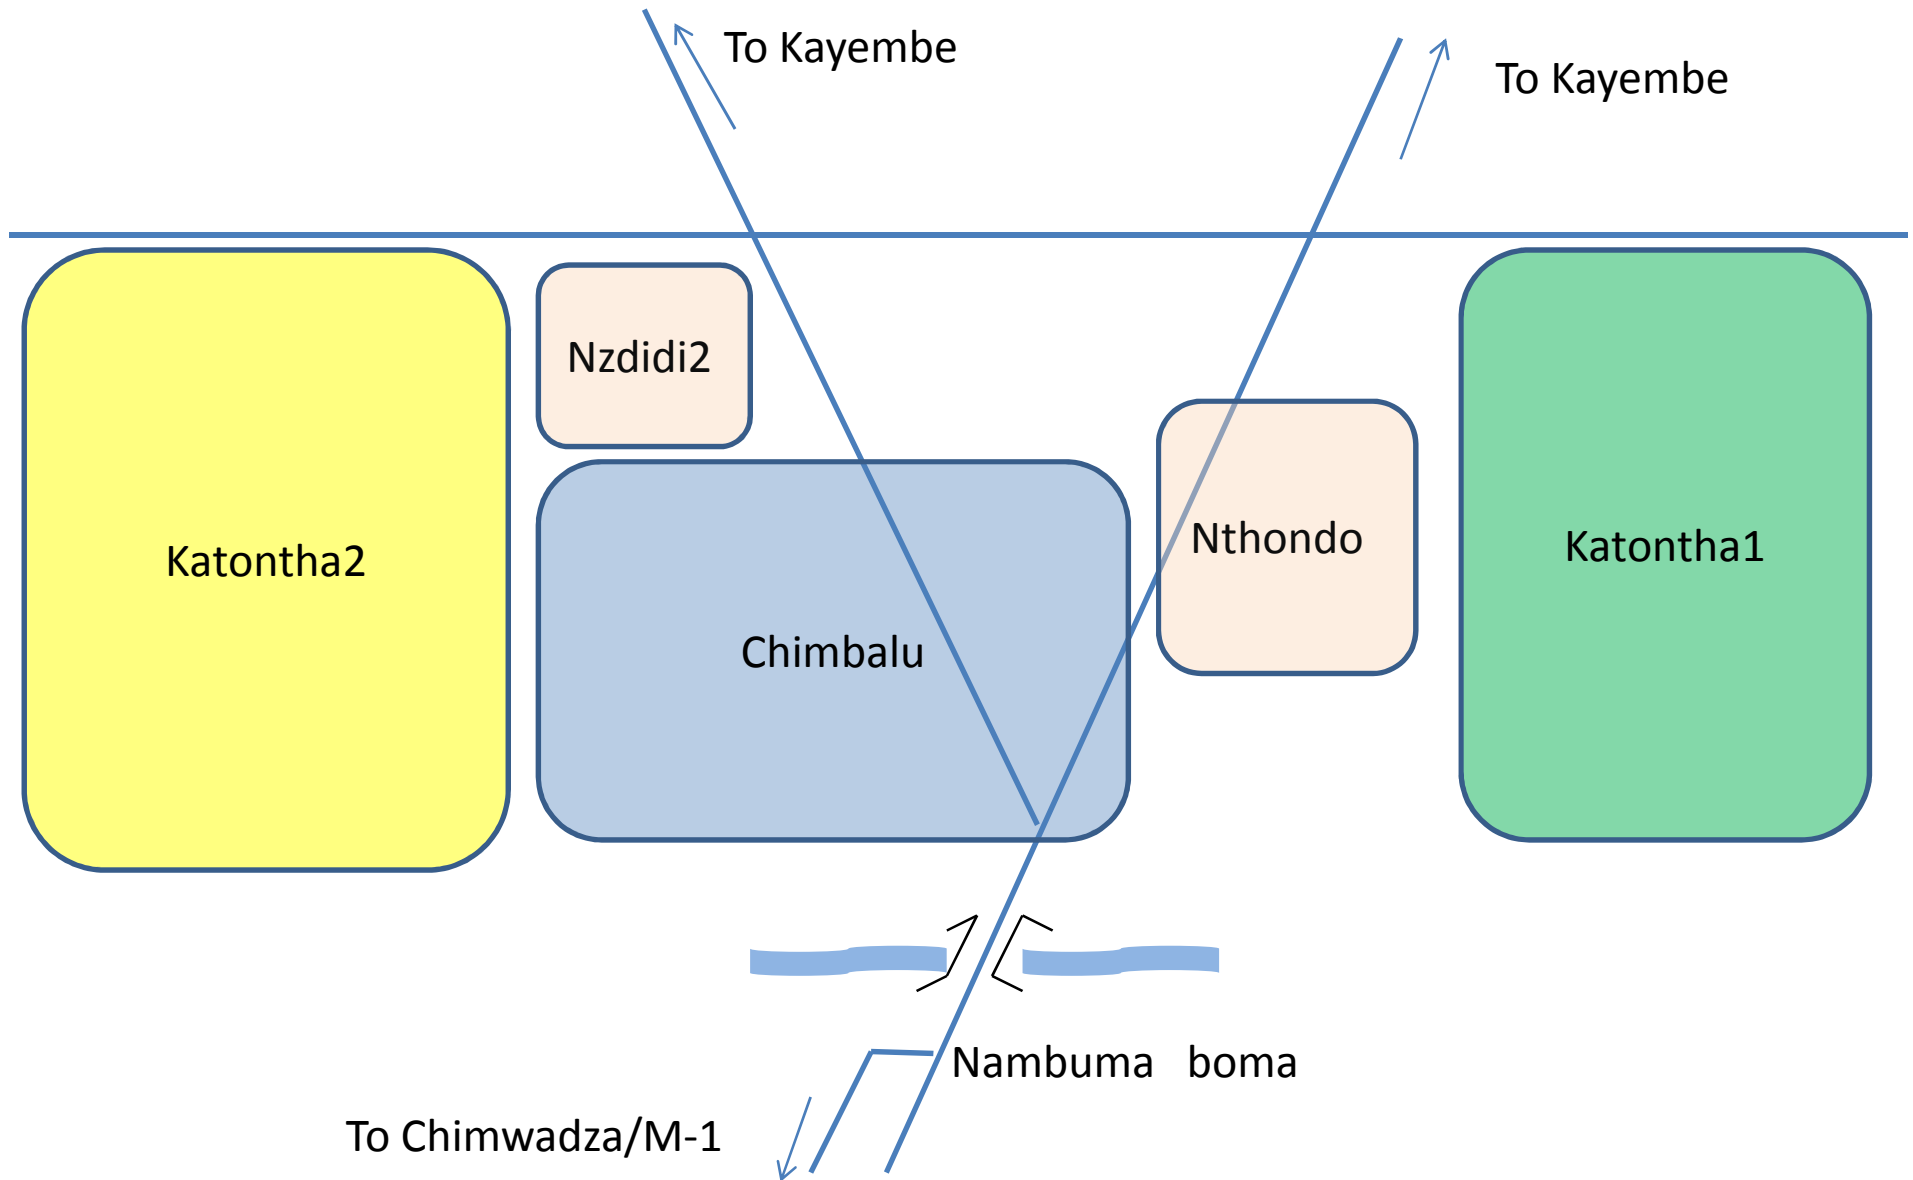 To Kayembe
To Kayembe
Nzdidi2
Nthondo
Katontha1
Katontha2
Chimbalu
Nambuma boma
To Chimwadza/M-1